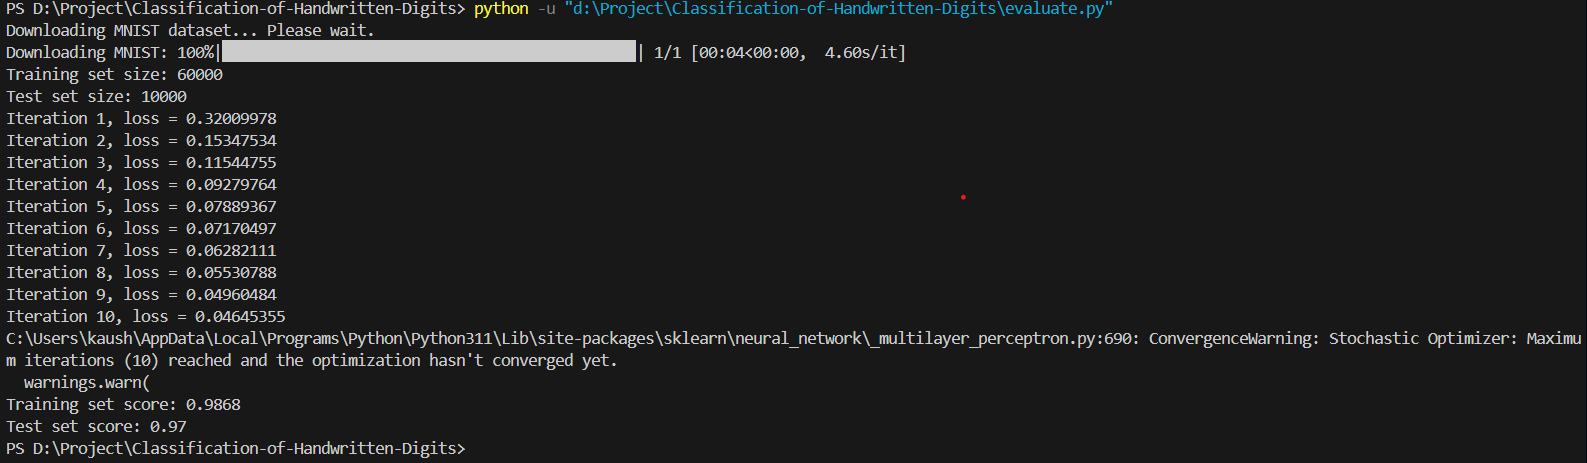 PS D:\Project\Classification-of-Handwritten-Digits> python -u "d:\Project\Classification-of-Handwritten-Digits\evaluate.py"
Downloading MNIST dataset... Please wait.
Downloading MNIST: 100%|██████████| 1/1 [00:04<00:00,  4.60s/it]
Training set size: 60000
Test set size: 10000
Iteration 1, loss = 0.32009978
Iteration 2, loss = 0.15347534
Iteration 3, loss = 0.11544755
Iteration 4, loss = 0.09279764
Iteration 5, loss = 0.07889367
Iteration 6, loss = 0.07170497
Iteration 7, loss = 0.06282111
Iteration 8, loss = 0.05530788
Iteration 9, loss = 0.04960484
Iteration 10, loss = 0.04645355
C:\Users\kaush\AppData\Local\Programs\Python\Python311\Lib\site-packages\sklearn\neural_network\_multilayer_perceptron.py:690: ConvergenceWarning: Stochastic Optimizer: Maximu
m iterations (10) reached and the optimization hasn't converged yet.
  warnings.warn(
Training set score: 0.9868
Test set score: 0.97
PS D:\Project\Classification-of-Handwritten-Digits>